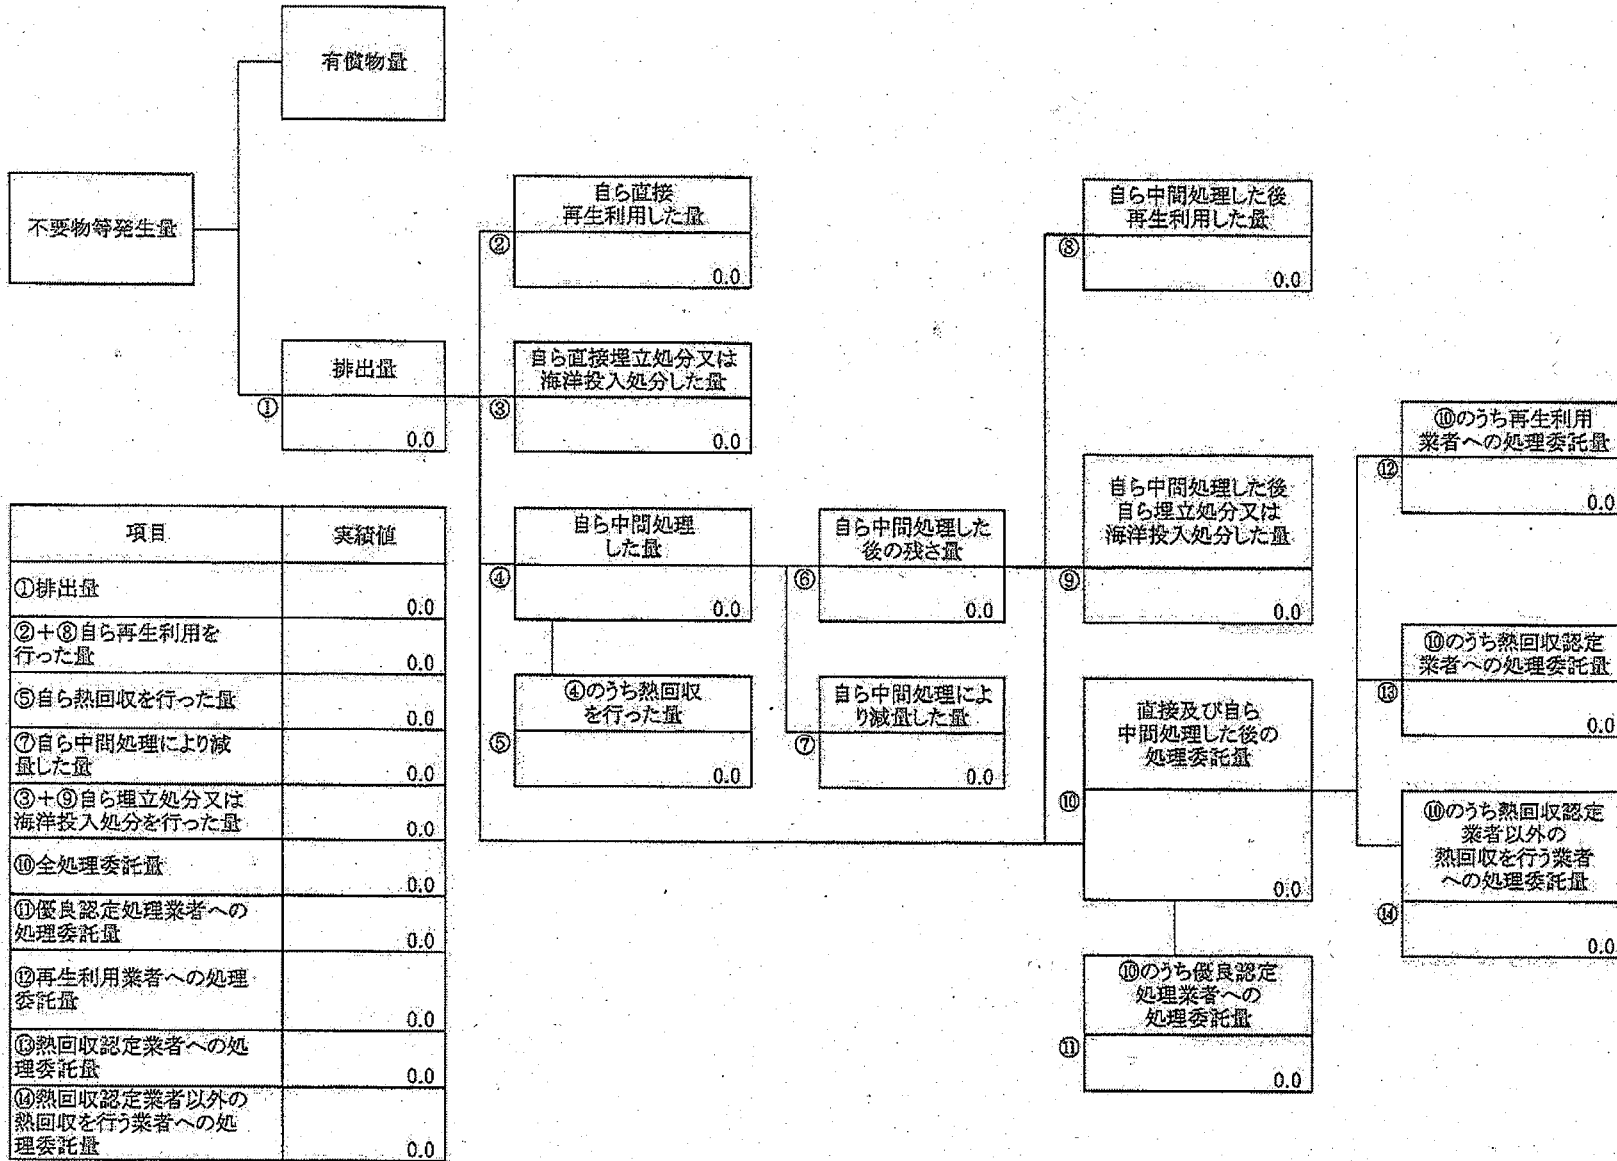 有償物量
不要物等発生量
自ら直接
再生利用した量
②
0.0
自ら中間処理した後
再生利用した量
⑧
0.0
排出量
①
0.0
自ら直接埋立処分又は
海洋投入処分した量
③
0.0
⑩のうち再生利用
業者への処理委託量
⑫
0.0
自ら中間処理
した量
④
0.0
自ら中間処理した
後の残さ量
⑥
0.0
自ら中間処理した後
自ら埋立処分又は
海洋投入処分した量
⑨
0.0
⑩のうち熱回収認定
業者への処理委託量
⑬
0.0
④のうち熱回収
を行った量
⑤
0.0
自ら中間処理によ
り減量した量
⑦
0.0
直接及び自ら
中間処理した後の
処理委託量
⑩
0.0
⑩のうち熱回収認定
業者以外の
熱回収を行う業者
への処理委託量
⑭
0.0
⑩のうち優良認定
処理業者への
処理委託量
⑪
0.0
項目 実績値
①排出量
0.0
②+⑧自ら再生利用を
行った量 0.0
⑤自ら熱回収を行った量
0.0
⑦自ら中間処理により減
量した量 0.0
③+⑨自ら埋立処分又は
海洋投入処分を行った量 0.0
⑩全処理委託量
0.0
⑪優良認定処理業者への
処理委託量 0.0
⑫再生利用業者への処理
委託量
0.0
⑬熱回収認定業者への処
理委託量 0.0
⑭熱回収認定業者以外の
熱回収を行う業者への処
理委託量 0.0